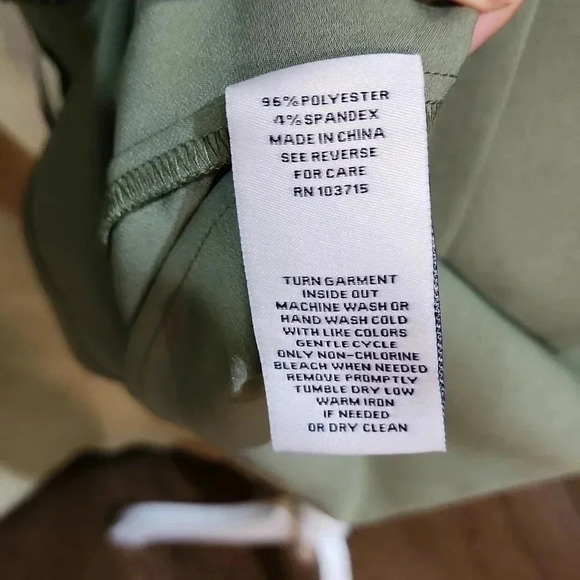 96% POLYESTER
4% SPANDEX
MADE IN CHINA
SEE REVERSE
FOR CARE
RN 103715
TURN GARMENT
INSIDE OUT
MACHINE WASH OR
HAND WASH COLD
WITH LIKE COLORS
GENTLE CYCLE
ONLY NON-CHLORINE
BLEACH WHEN NEEDED
REMOVE PROMPTLY
TUMBLE DRY LOW
WARM IRON
IF NEEDED
OR DRY CLEAN